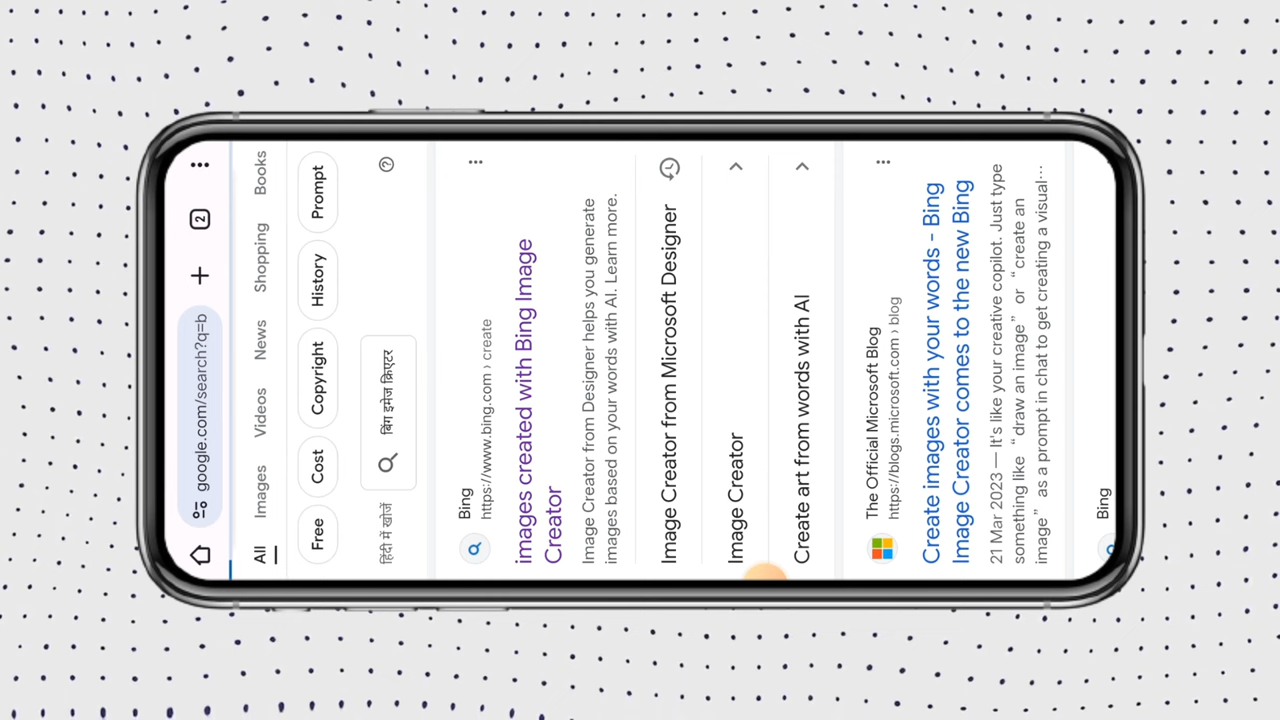 google.com/search?q=b
2
All Images Videos News Shopping Books
Free Cost Copyright History Prompt
हिंदी में खोजें बिंग इमेज क्रिएटर
Bing
https://www.bing.com › create
images created with Bing Image
Creator
Image Creator from Designer helps you generate
images based on your words with AI. Learn more.
Image Creator from Microsoft Designer
Image Creator
Create art from words with AI
The Official Microsoft Blog
https://blogs.microsoft.com › blog
Create images with your words - Bing
Image Creator comes to the new Bing
21 Mar 2023 — It's like your creative copilot. Just type
something like “ draw an image” or “ create an
image” as a prompt in chat to get creating a visual···
Bing